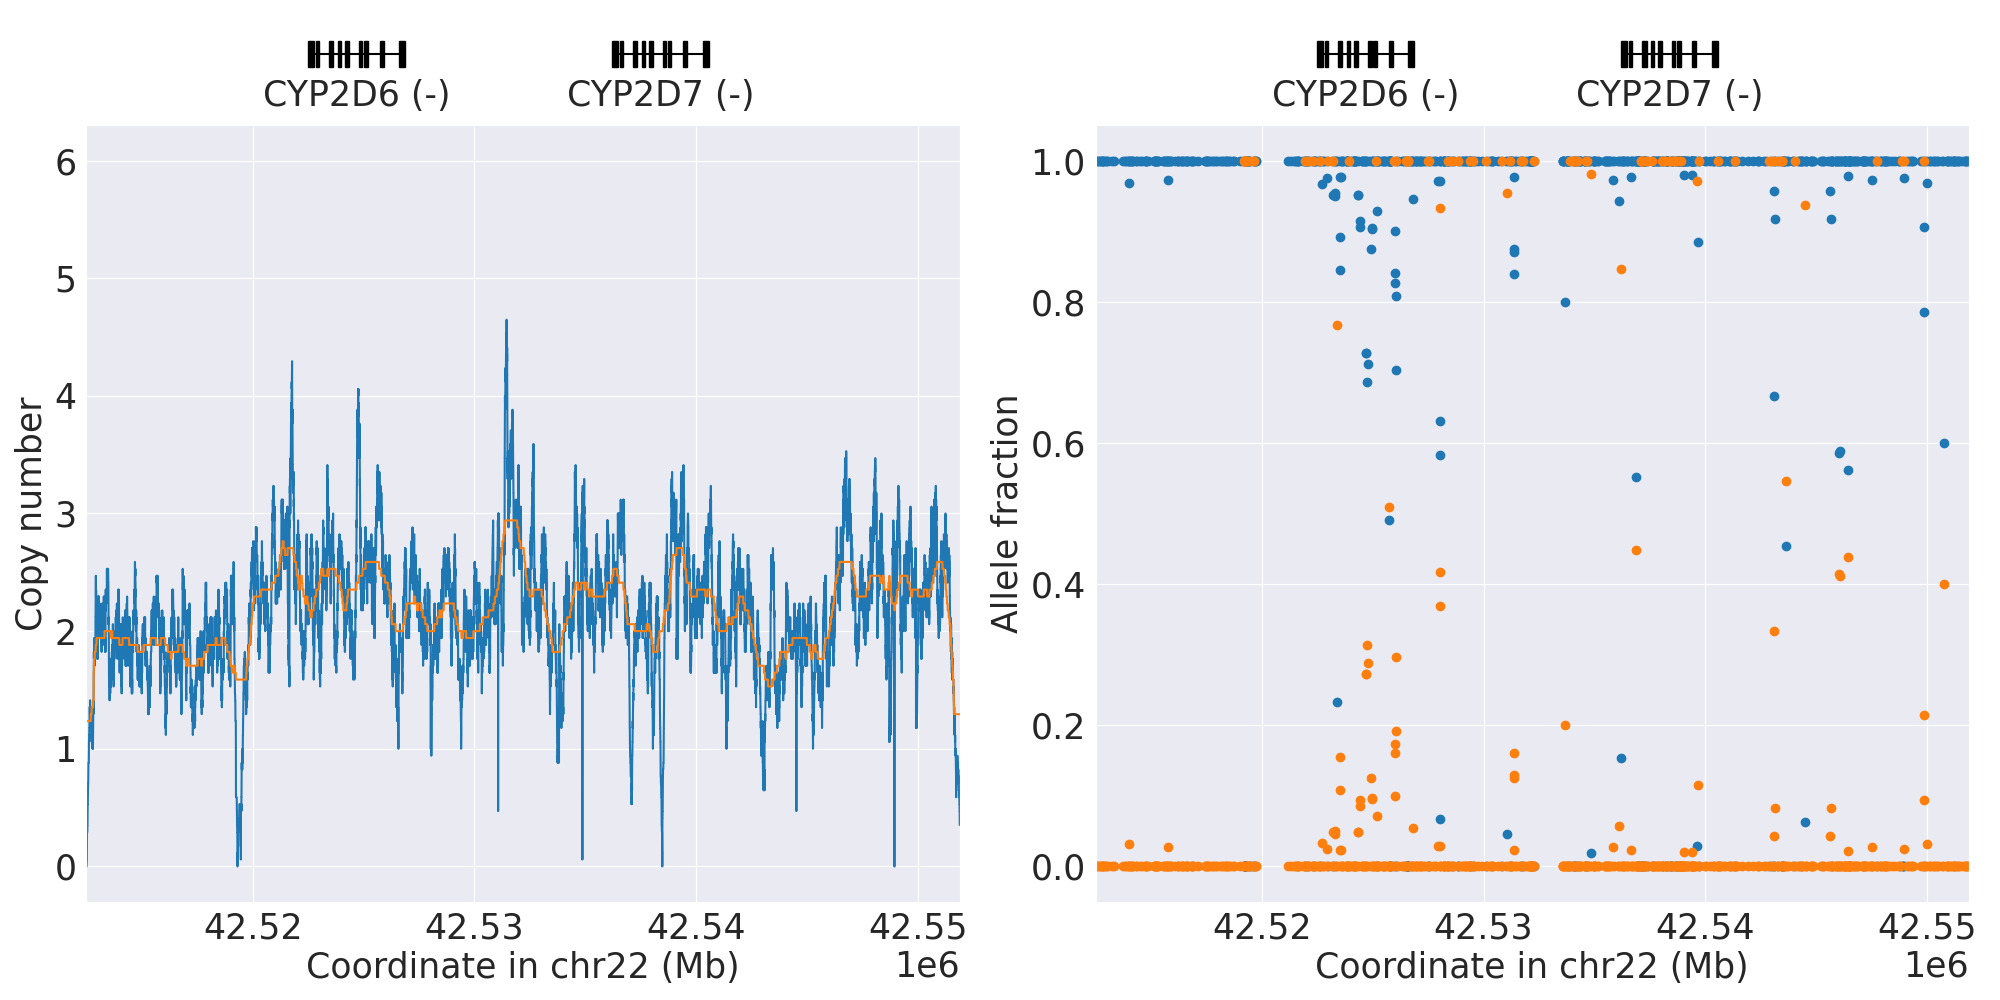 CYP2D6 (-) CYP2D7 (-)
Copy number
6
5
4
3
2
1
0
42.52 42.53 42.54 42.55
Coordinate in chr22 (Mb)
1e6
CYP2D6 (-) CYP2D7 (-)
Allele fraction
1.0
0.8
0.6
0.4
0.2
0.0
42.52 42.53 42.54 42.55
Coordinate in chr22 (Mb)
1e6